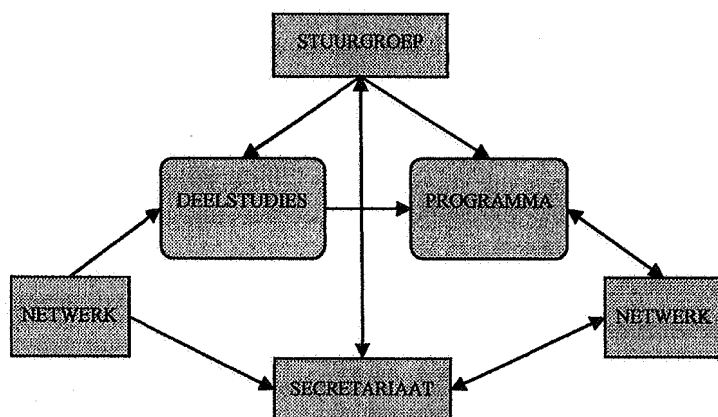 STUURGROEP
DEELSTUDIES
PROGRAMMA
NETWERK
NETWERK
SECRETARIAAT